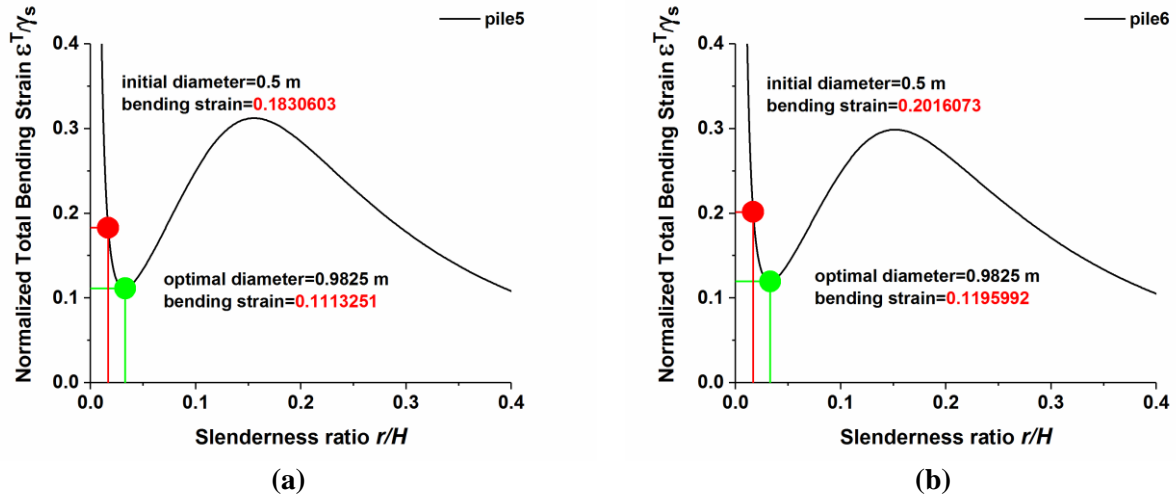 pile5
Normalized Total Bending Strain ε^T/γ_s
0.4
0.3
0.2
0.1
0.0
initial diameter=0.5 m
bending strain=0.1830603
optimal diameter=0.9825 m
bending strain=0.1113251
0.0 0.1 0.2 0.3 0.4
Slenderness ratio r/H
(a)
pile6
Normalized Total Bending Strain ε^T/γ_s
0.4
0.3
0.2
0.1
0.0
initial diameter=0.5 m
bending strain=0.2016073
optimal diameter=0.9825 m
bending strain=0.1195992
0.0 0.1 0.2 0.3 0.4
Slenderness ratio r/H
(b)